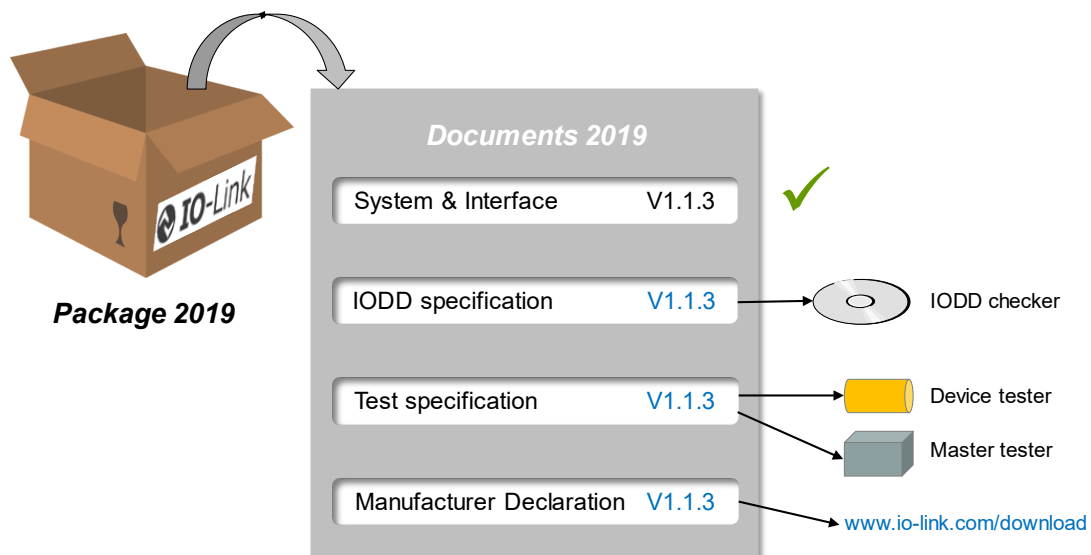 IO-Link
Package 2019
Documents 2019
System & Interface V1.1.3
IODD specification V1.1.3
IODD checker
Test specification V1.1.3
Device tester
Master tester
Manufacturer Declaration V1.1.3
www.io-link.com/download